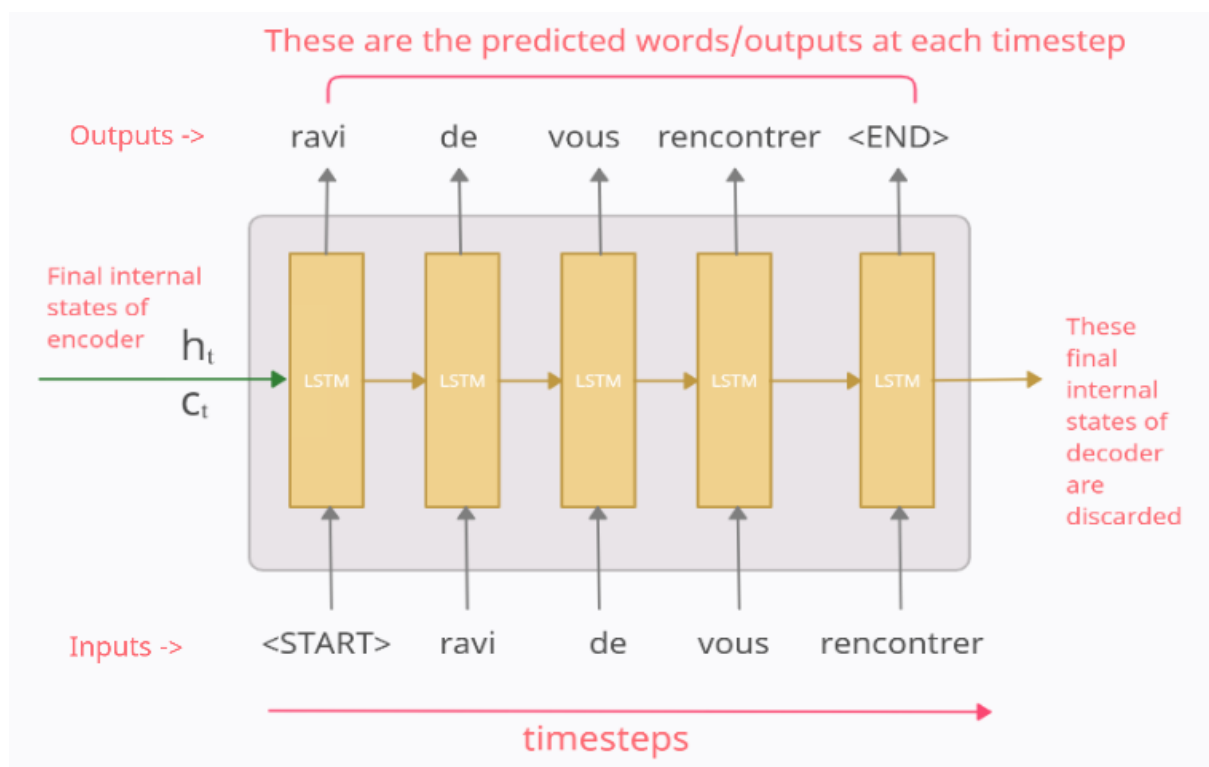 These are the predicted words/outputs at each timestep
Outputs -> ravi de vous rencontrer <END>
Final internal
states of
encoder
hₜ
cₜ
LSTM LSTM LSTM LSTM LSTM
These
final
internal
states of
decoder
are
discarded
Inputs -> <START> ravi de vous rencontrer
timesteps